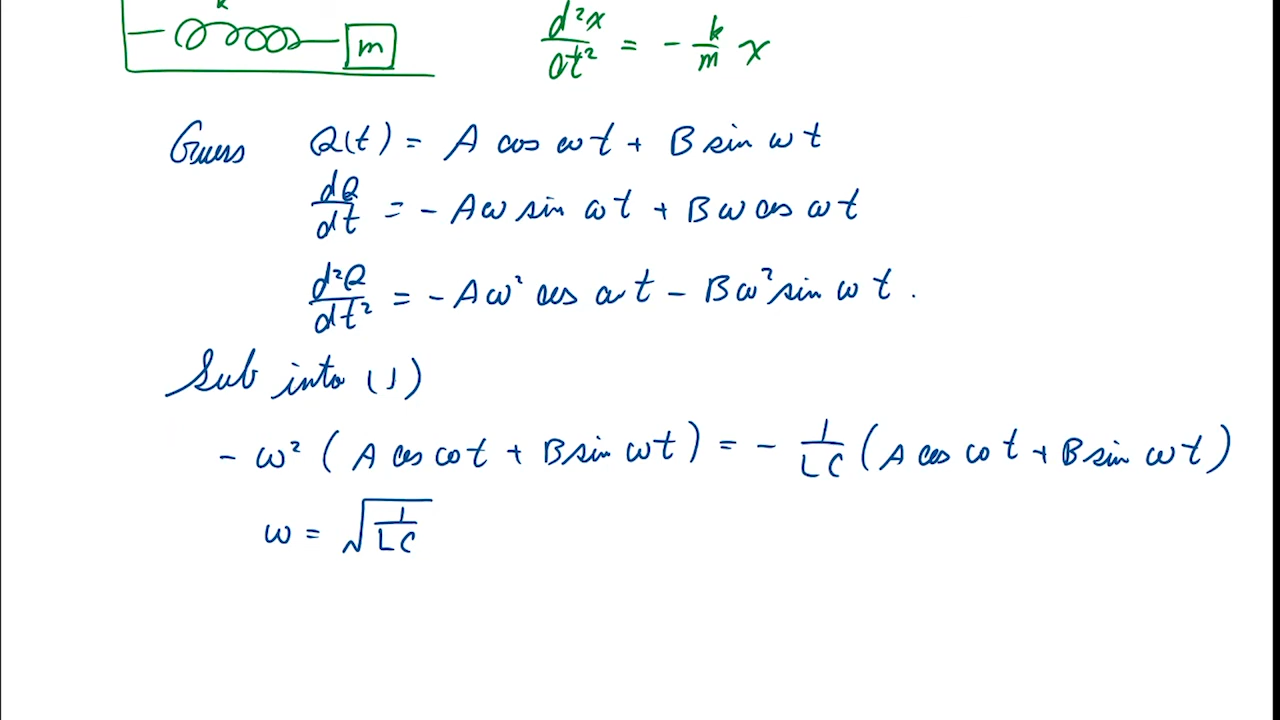 m
d²x/dt² = - k/m x
Guess Q(t) = A cos ωt + B sin ωt
dQ/dt = - Aω sin ωt + Bω cos ωt
d²Q/dt² = - Aω² cos ωt - Bω² sin ωt .
Sub into (1)
- ω² ( A cos ωt + B sin ωt ) = - 1/LC ( A cos ωt + B sin ωt )
ω = √(1/LC)